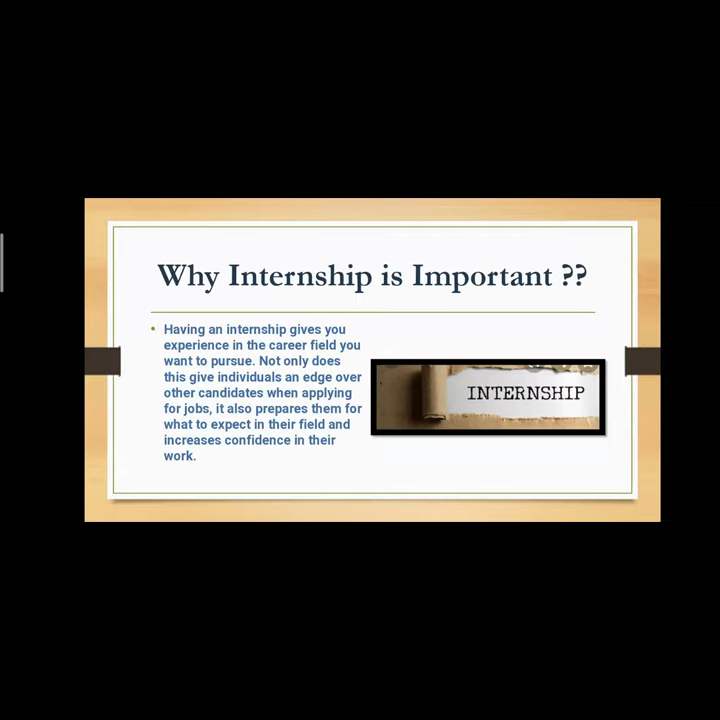 Why Internship is Important ??
Having an internship gives you
experience in the career field you
want to pursue. Not only does
this give individuals an edge over
other candidates when applying
for jobs, it also prepares them for
what to expect in their field and
increases confidence in their
work.
INTERNSHIP